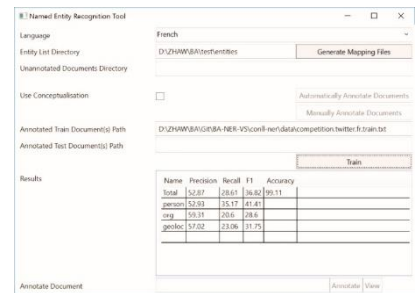 Named Entity Recognition Tool
Language French
Entity List Directory D:\ZHAW\BA\test\entities Generate Mapping Files
Unannotated Documents Directory
Use Conceptualisation Automatically Annotate Documents
Manually Annotate Documents
Annotated Train Document(s) Path D:\ZHAW\BA\Git\BA-NER-VS\conll-ner\data\competition.twitter.fr.train.txt
Annotated Test Document(s) Path
Train
Results Name Precision Recall F1 Accuracy
Total 52.87 28.61 36.82 99.11
person 52.93 35.17 41.41
org 59.31 20.6 28.6
geoloc 57.02 23.06 31.75
Annotate Document Annotate View